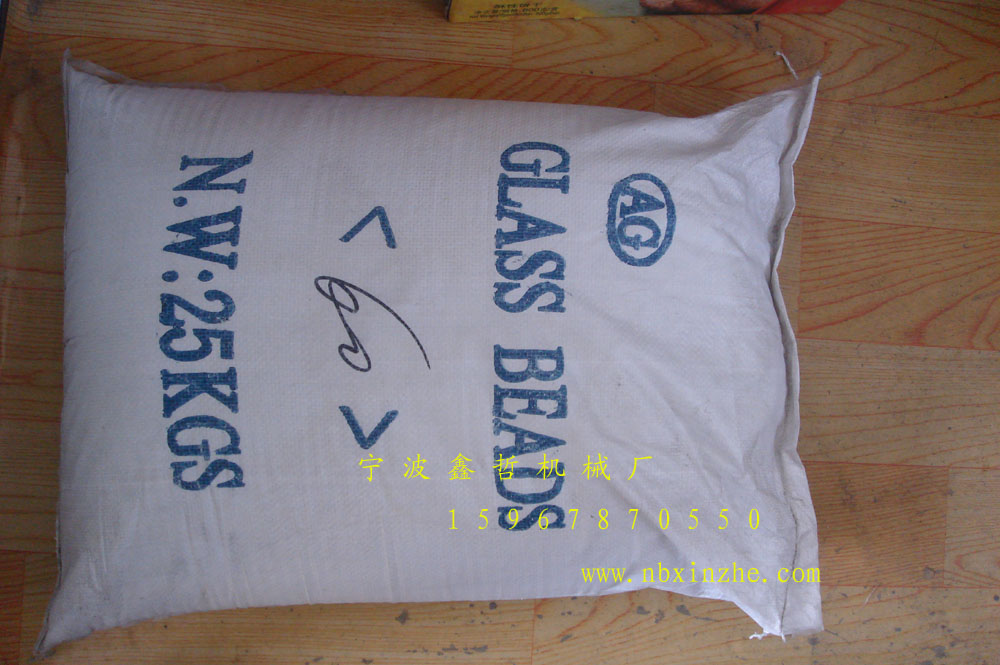 AG
GLASS BEADS
< 60 >
N.W:25KGS
宁波鑫哲机械厂
15967870550
www.nbxinzhe.com